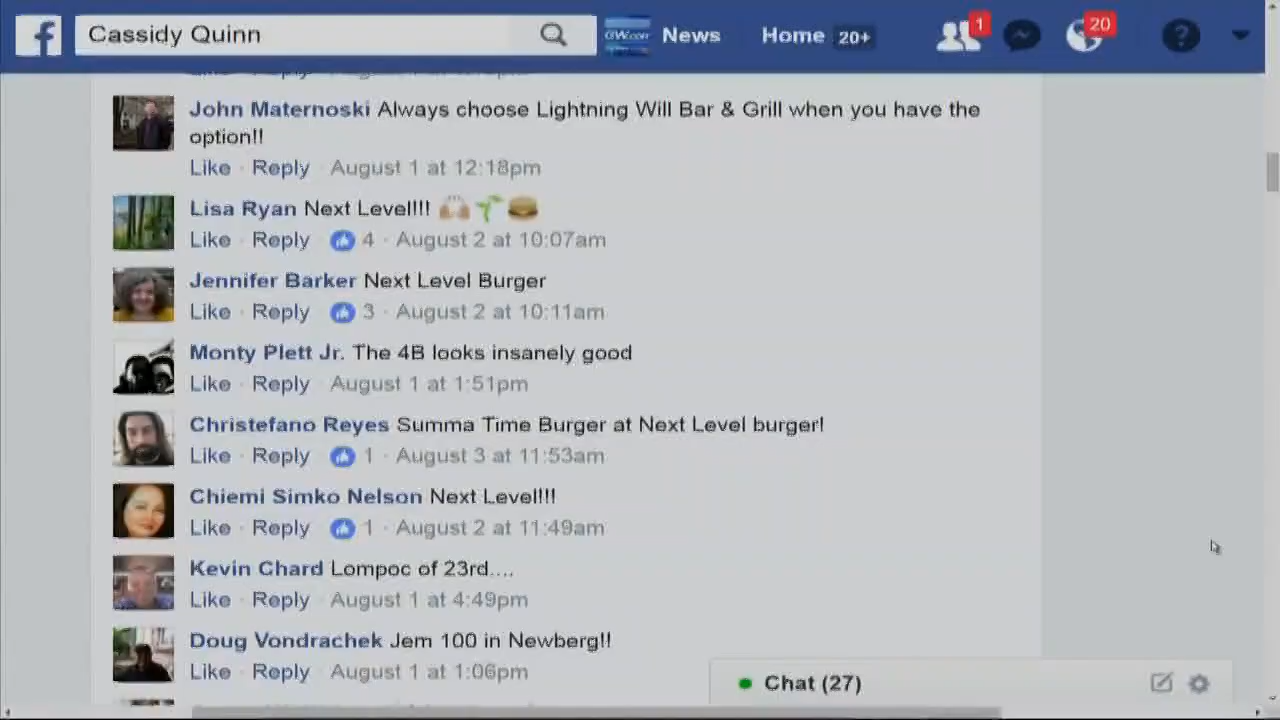 f Cassidy Quinn News Home 20+ 1 20 ?
John Maternoski Always choose Lightning Will Bar & Grill when you have the
option!!
Like · Reply · August 1 at 12:18pm
Lisa Ryan Next Level!!! 🙌🌱🍔
Like · Reply · 4 · August 2 at 10:07am
Jennifer Barker Next Level Burger
Like · Reply · 3 · August 2 at 10:11am
Monty Plett Jr. The 4B looks insanely good
Like · Reply · August 1 at 1:51pm
Christefano Reyes Summa Time Burger at Next Level burger!
Like · Reply · 1 · August 3 at 11:53am
Chiemi Simko Nelson Next Level!!!
Like · Reply · 1 · August 2 at 11:49am
Kevin Chard Lompoc of 23rd....
Like · Reply · August 1 at 4:49pm
Doug Vondrachek Jem 100 in Newberg!!
Like · Reply · August 1 at 1:06pm
Chat (27)